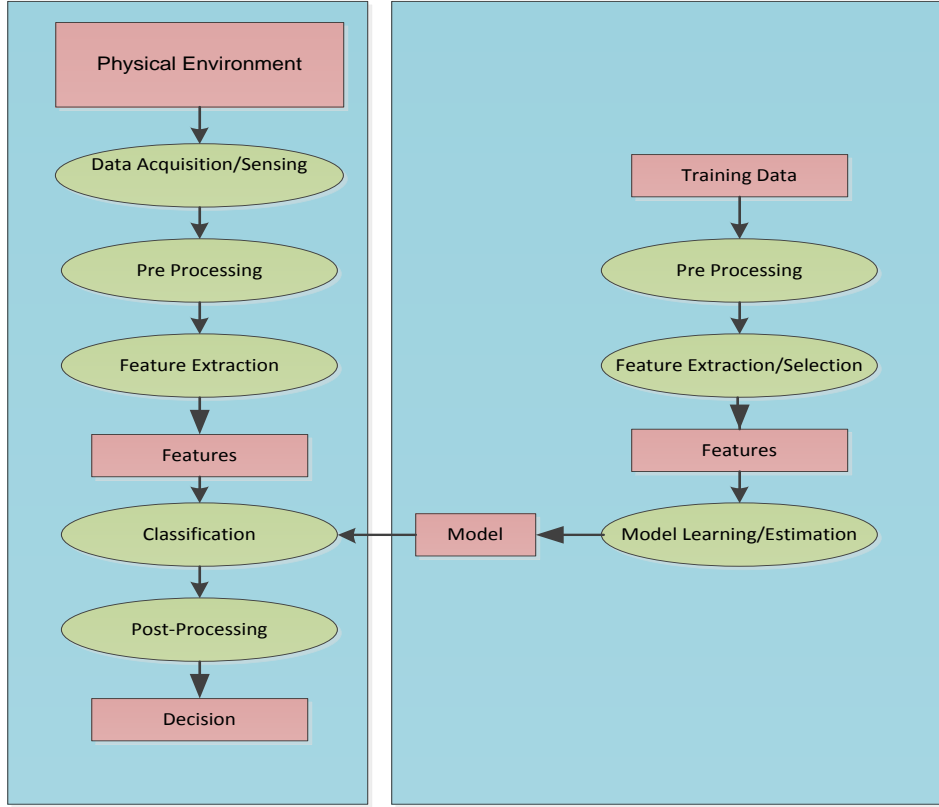 Physical Environment
Data Acquisition/Sensing
Pre Processing
Feature Extraction
Features
Classification
Post-Processing
Decision
Training Data
Pre Processing
Feature Extraction/Selection
Features
Model Learning/Estimation
Model